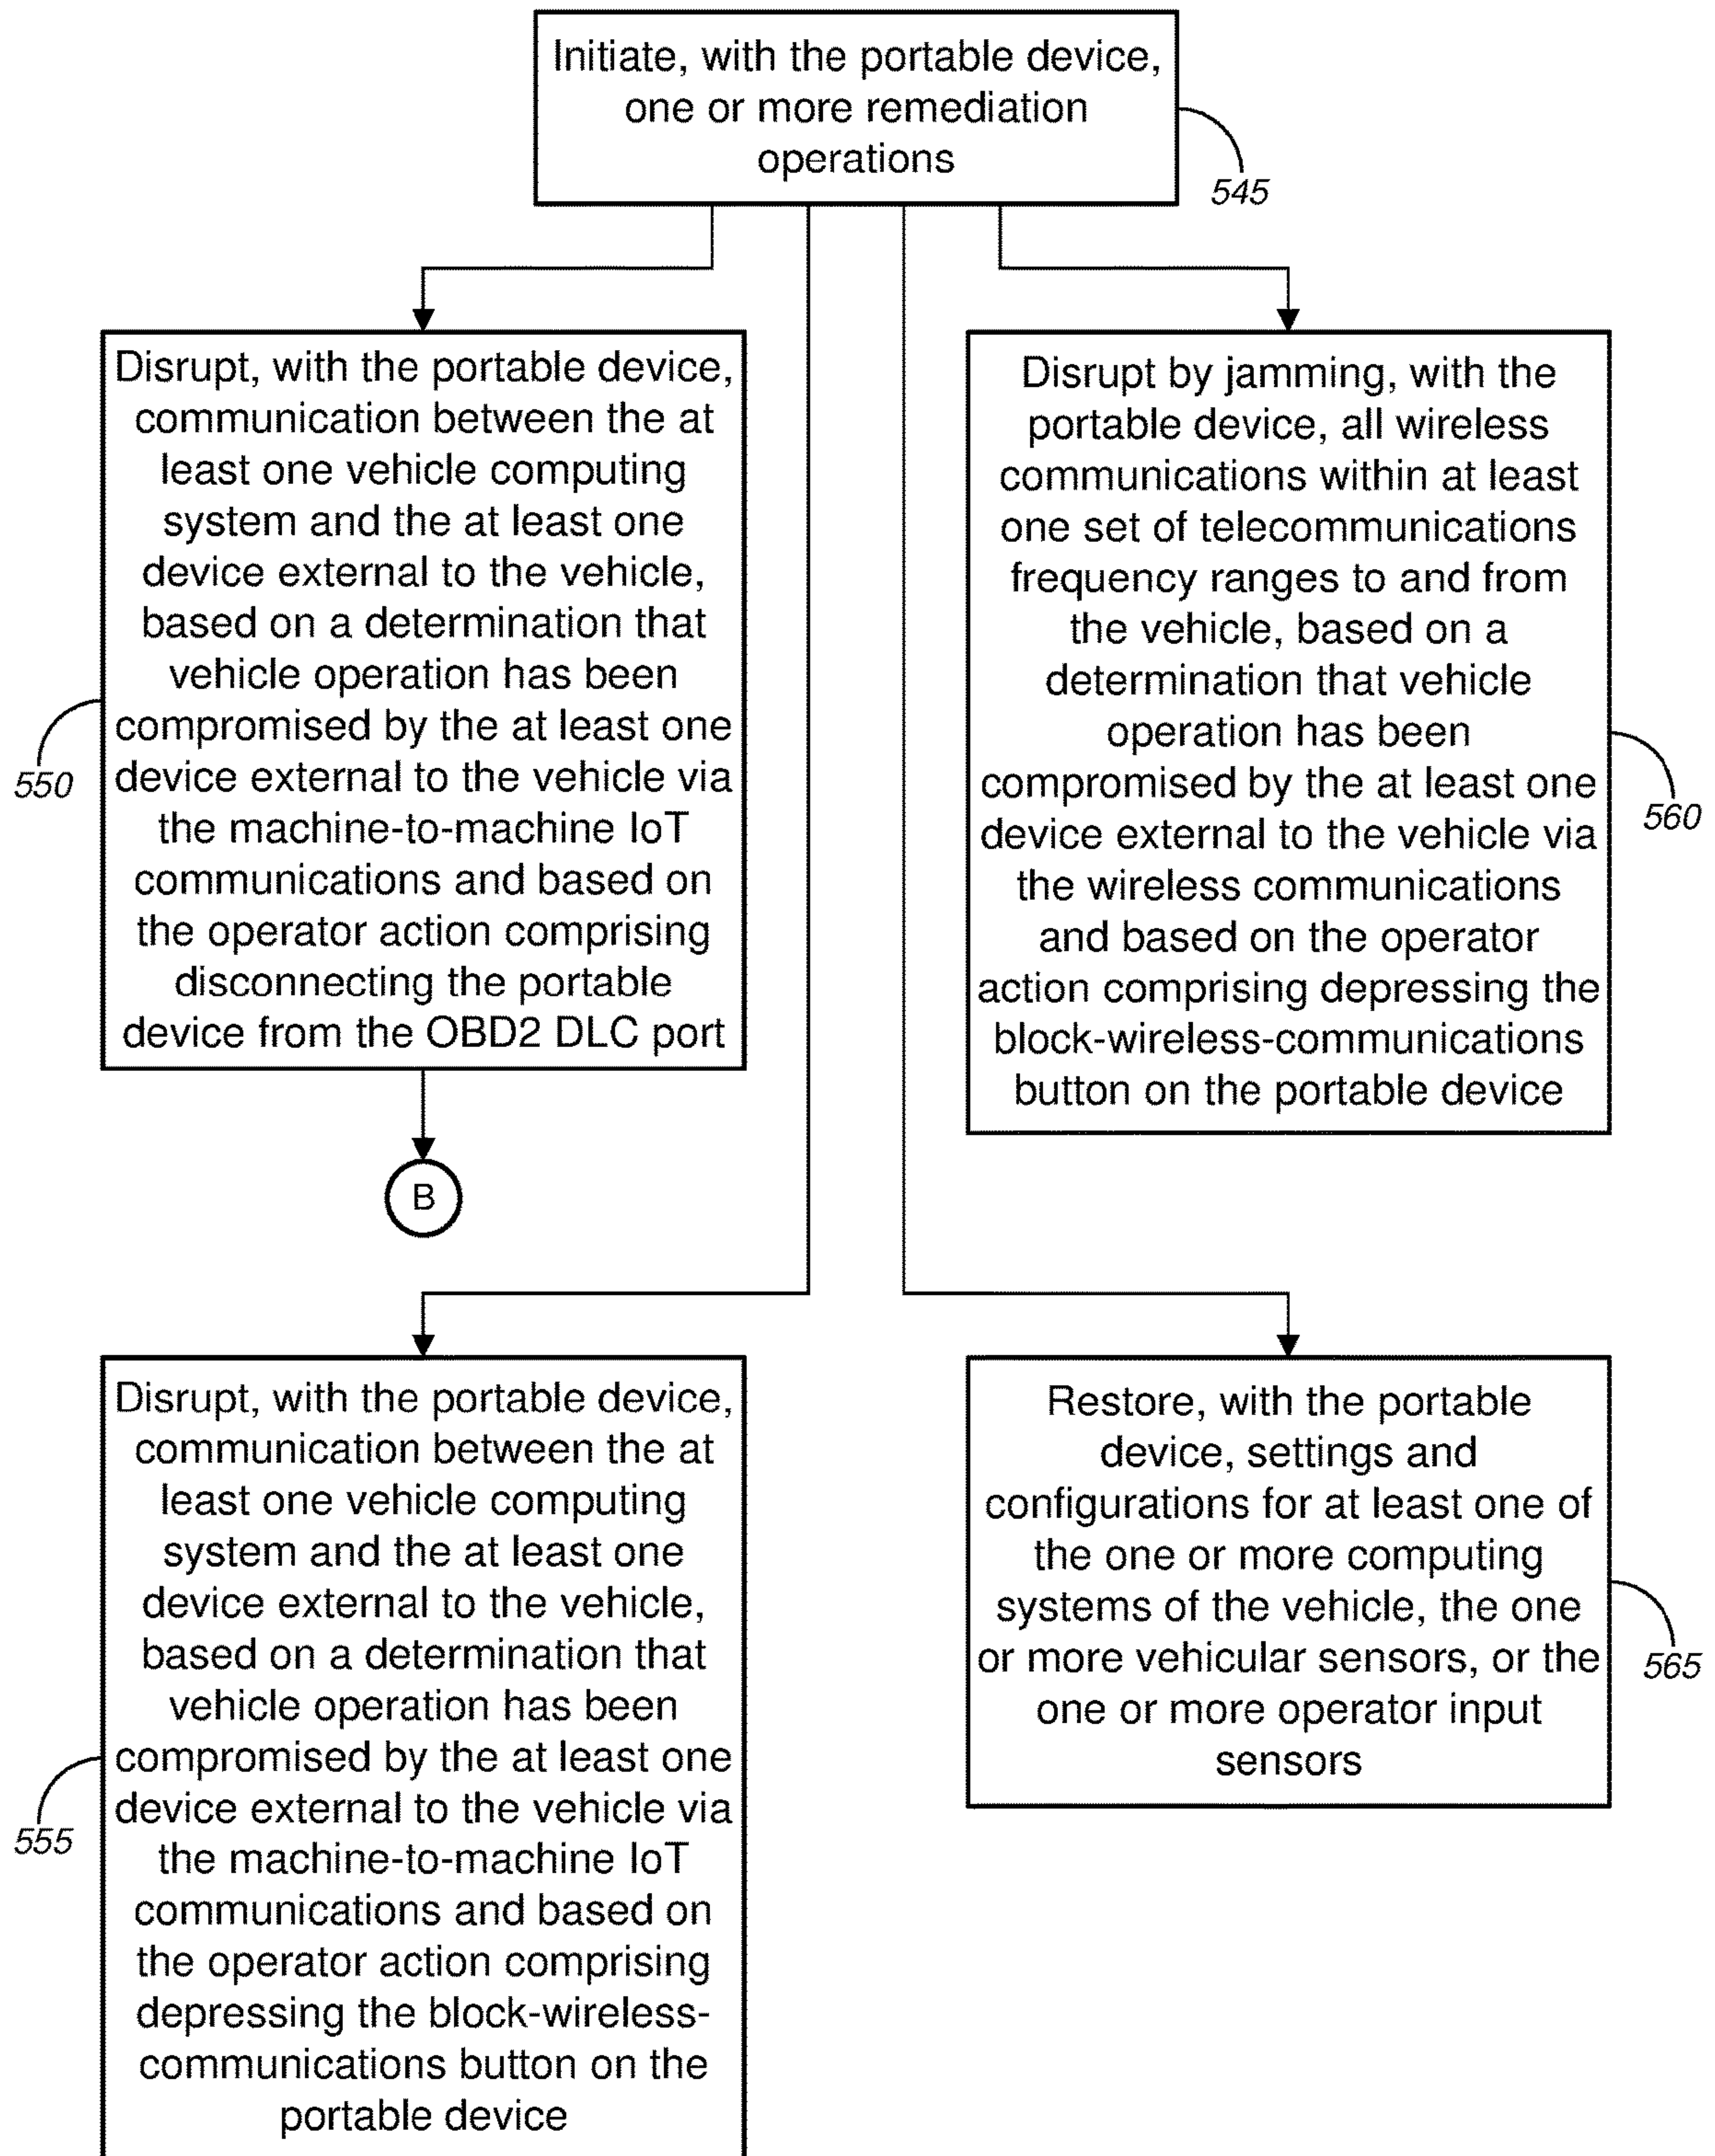 Initiate, with the portable device,
one or more remediation
operations
545
Disrupt, with the portable device,
communication between the at
least one vehicle computing
system and the at least one
device external to the vehicle,
based on a determination that
vehicle operation has been
compromised by the at least one
device external to the vehicle via
the machine-to-machine IoT
communications and based on
the operator action comprising
disconnecting the portable
device from the OBD2 DLC port
550
B
Disrupt by jamming, with the
portable device, all wireless
communications within at least
one set of telecommunications
frequency ranges to and from
the vehicle, based on a
determination that vehicle
operation has been
compromised by the at least one
device external to the vehicle via
the wireless communications
and based on the operator
action comprising depressing the
block-wireless-communications
button on the portable device
560
Disrupt, with the portable device,
communication between the at
least one vehicle computing
system and the at least one
device external to the vehicle,
based on a determination that
vehicle operation has been
compromised by the at least one
device external to the vehicle via
the machine-to-machine IoT
communications and based on
the operator action comprising
depressing the block-wireless-
communications button on the
portable device
555
Restore, with the portable
device, settings and
configurations for at least one of
the one or more computing
systems of the vehicle, the one
or more vehicular sensors, or the
one or more operator input
sensors
565